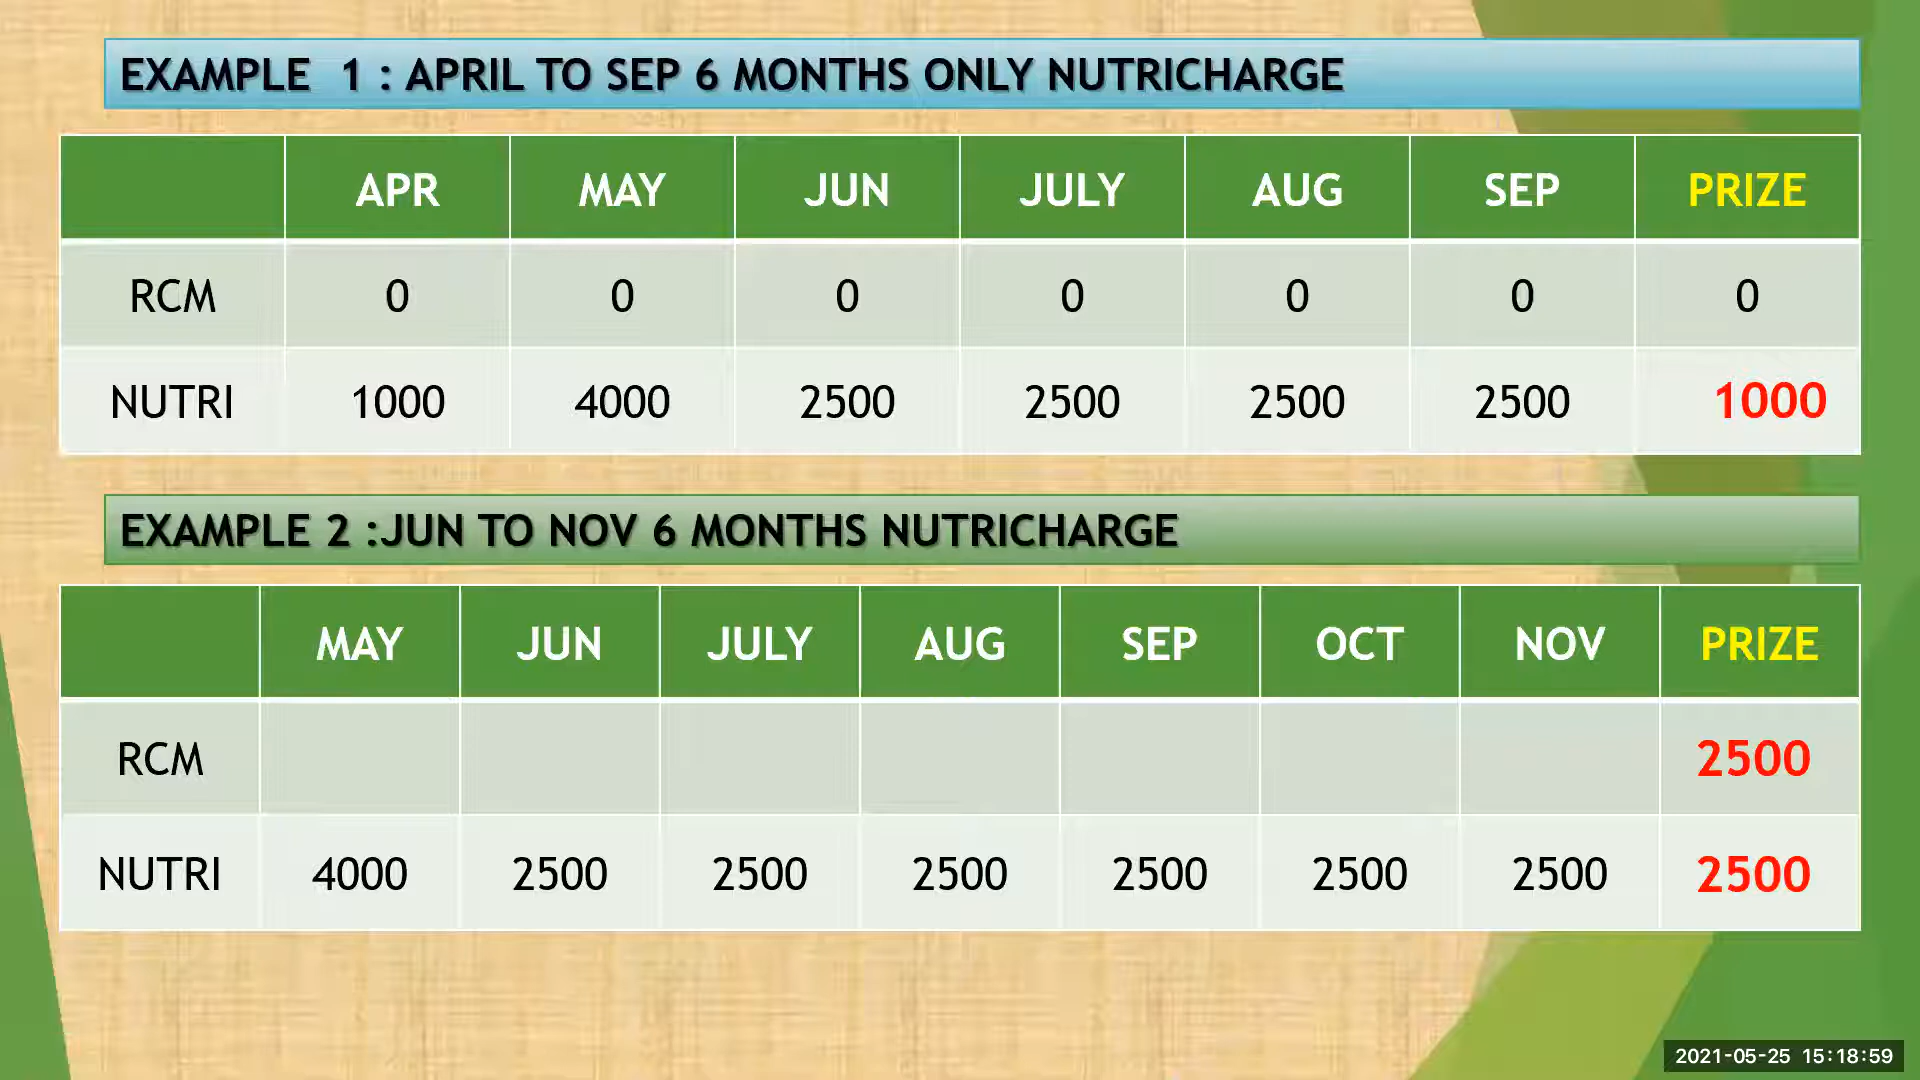 EXAMPLE 1 : APRIL TO SEP 6 MONTHS ONLY NUTRICHARGE
APR MAY JUN JULY AUG SEP PRIZE
RCM 0 0 0 0 0 0 0
NUTRI 1000 4000 2500 2500 2500 2500 1000
EXAMPLE 2 :JUN TO NOV 6 MONTHS NUTRICHARGE
MAY JUN JULY AUG SEP OCT NOV PRIZE
RCM 2500
NUTRI 4000 2500 2500 2500 2500 2500 2500 2500
2021-05-25 15:18:59